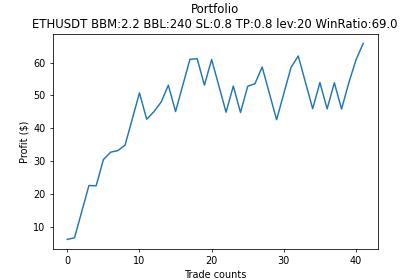 Portfolio
ETHUSDT BBM:2.2 BBL:240 SL:0.8 TP:0.8 lev:20 WinRatio:69.0
60
50
40
30
20
10
Profit ($)
0 10 20 30 40
Trade counts